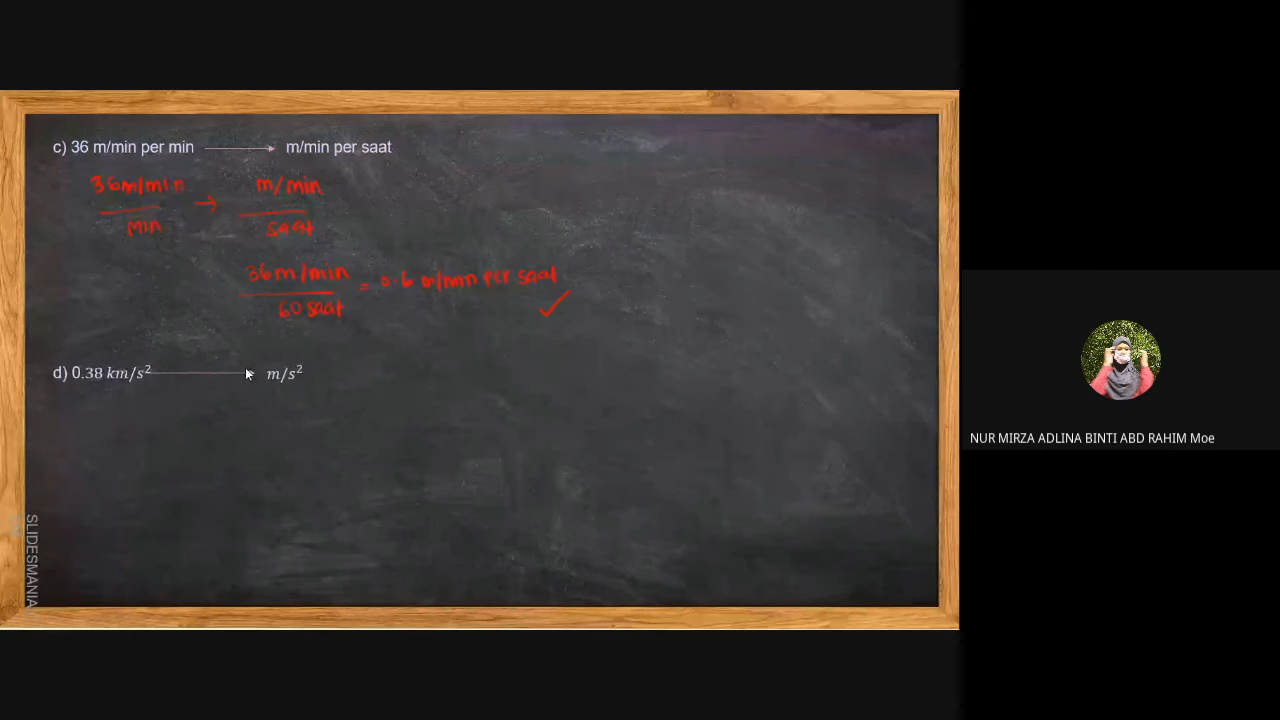 c) 36 m/min per min → m/min per saat
36m/min → m/min
min saat
36m/min = 0.6 m/min per saat
60 saat ✓
d) 0.38 km/s² → m/s²
SLIDESMANIA
NUR MIRZA ADLINA BINTI ABD RAHIM Moe